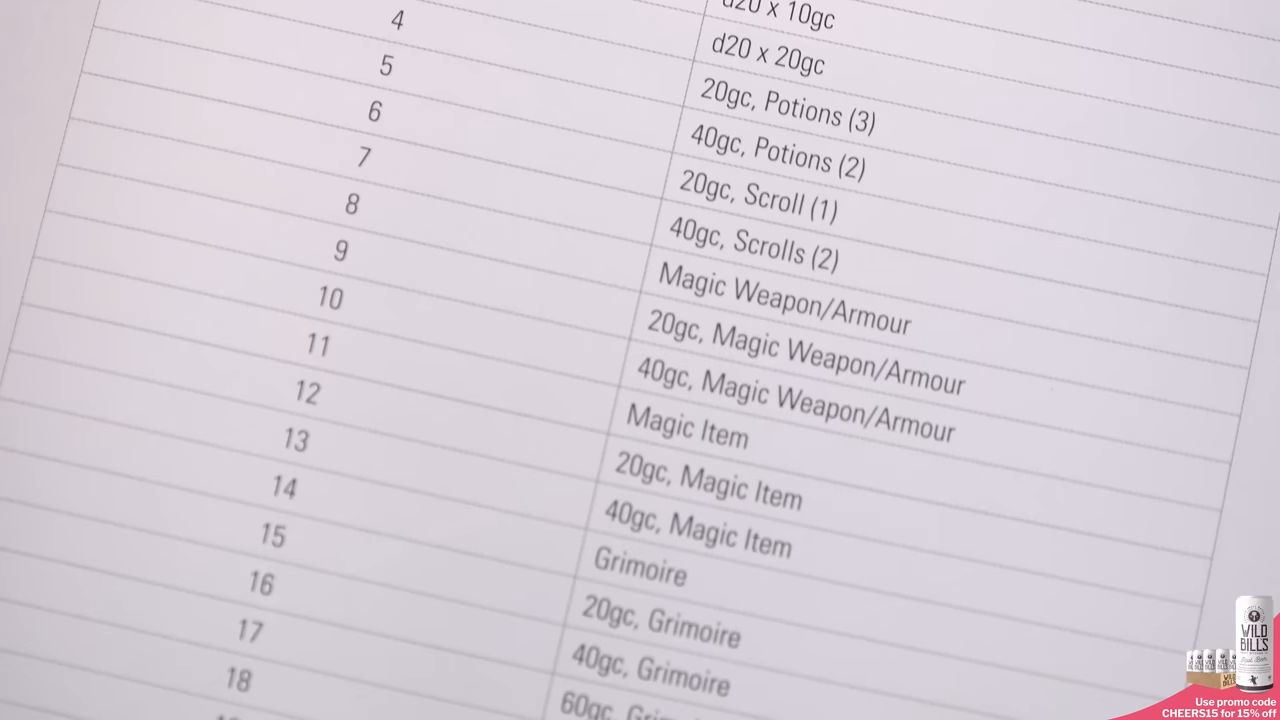 d20 x 10gc
d20 x 20gc
4 20gc, Potions (3)
5 40gc, Potions (2)
6 20gc, Scroll (1)
7 40gc, Scrolls (2)
8 Magic Weapon/Armour
9 20gc, Magic Weapon/Armour
10 40gc, Magic Weapon/Armour
11 Magic Item
12 20gc, Magic Item
13 40gc, Magic Item
14 Grimoire
15 20gc, Grimoire
16 40gc, Grimoire
17 60gc,
18
WILD
BILL'S
Use promo code
CHEERS15 for 15% off